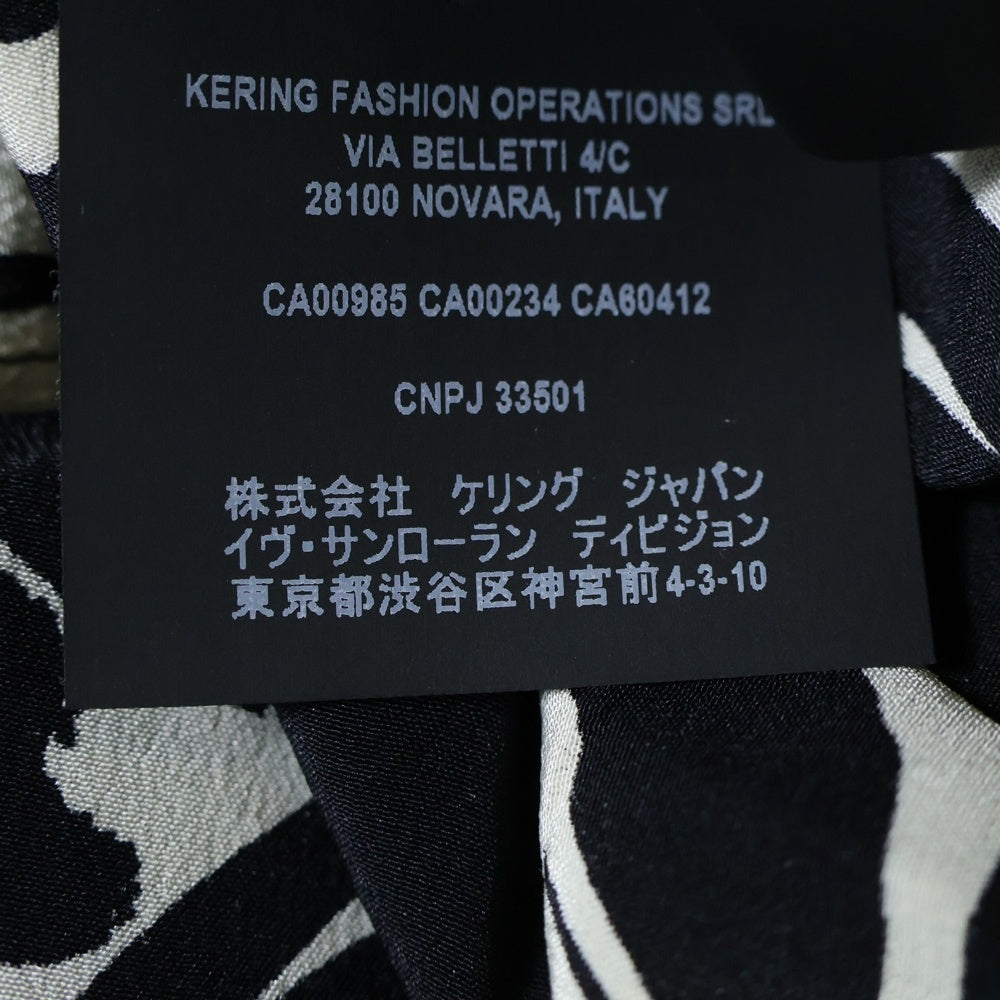 KERING FASHION OPERATIONS SRL
VIA BELLETTI 4/C
28100 NOVARA, ITALY
CA00985 CA00234 CA60412
CNPJ 33501
株式会社 ケリング ジャパン
イヴ・サンローラン ディビジョン
東京都渋谷区神宮前4-3-10